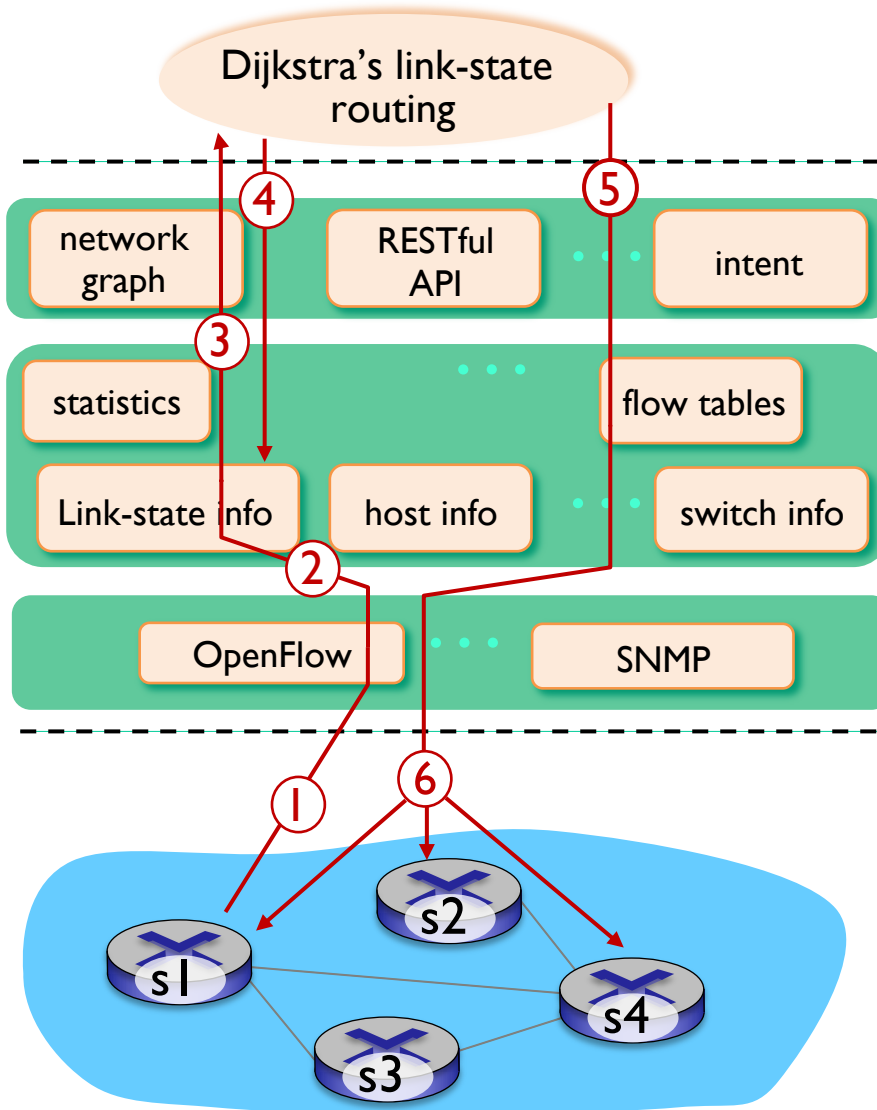 Dijkstra's link-state
routing
4
5
network
graph
RESTful
API
intent
3
statistics
flow tables
Link-state info
host info
switch info
2
OpenFlow
SNMP
1
6
s2
s1
s4
s3